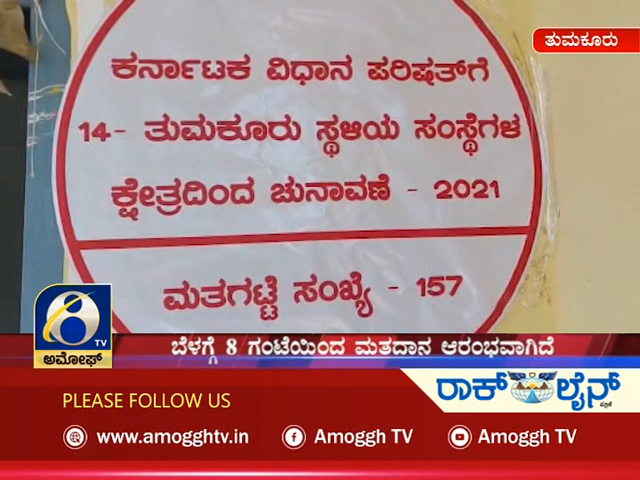 ತುಮಕೂರು
ಕರ್ನಾಟಕ ವಿಧಾನ ಪರಿಷತ್‌ಗೆ
14- ತುಮಕೂರು ಸ್ಥಳಿಯ ಸಂಸ್ಥೆಗಳ
ಕ್ಷೇತ್ರದಿಂದ ಚುನಾವಣೆ - 2021
ಮತಗಟ್ಟೆ ಸಂಖ್ಯೆ - 157
TV
ಅಮೋಘ್
ಬೆಳಗ್ಗೆ 8 ಗಂಟೆಯಿಂದ ಮತದಾನ ಆರಂಭವಾಗಿದೆ
ರಾಕ್ ಲೈನ್ಸ್
PLEASE FOLLOW US
www.amogghtv.in
Amoggh TV
Amoggh TV